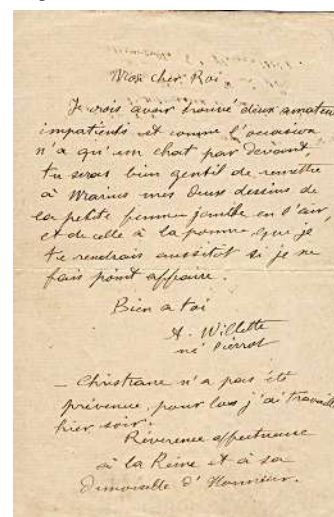 Mon cher Roi.
Je crois avoir trouvé deux amateurs
impatients et comme l'occasion
n'a qu'un chat par devant,
tu serais bien gentil de remettre
à Marius mes deux dessins de
la petite femme jambe en l'air,
et de celle à la pomme que je
te rendrais aussitot si je ne
fais point affaire.
Bien a toi
A. Willette
né Pierrot
— Christiane n'a pas été
prévenue, pour lors j'ai travaillé
hier soir.
Révérence affectueuse
à la Reine et à sa
Demoiselle d'Honneur.